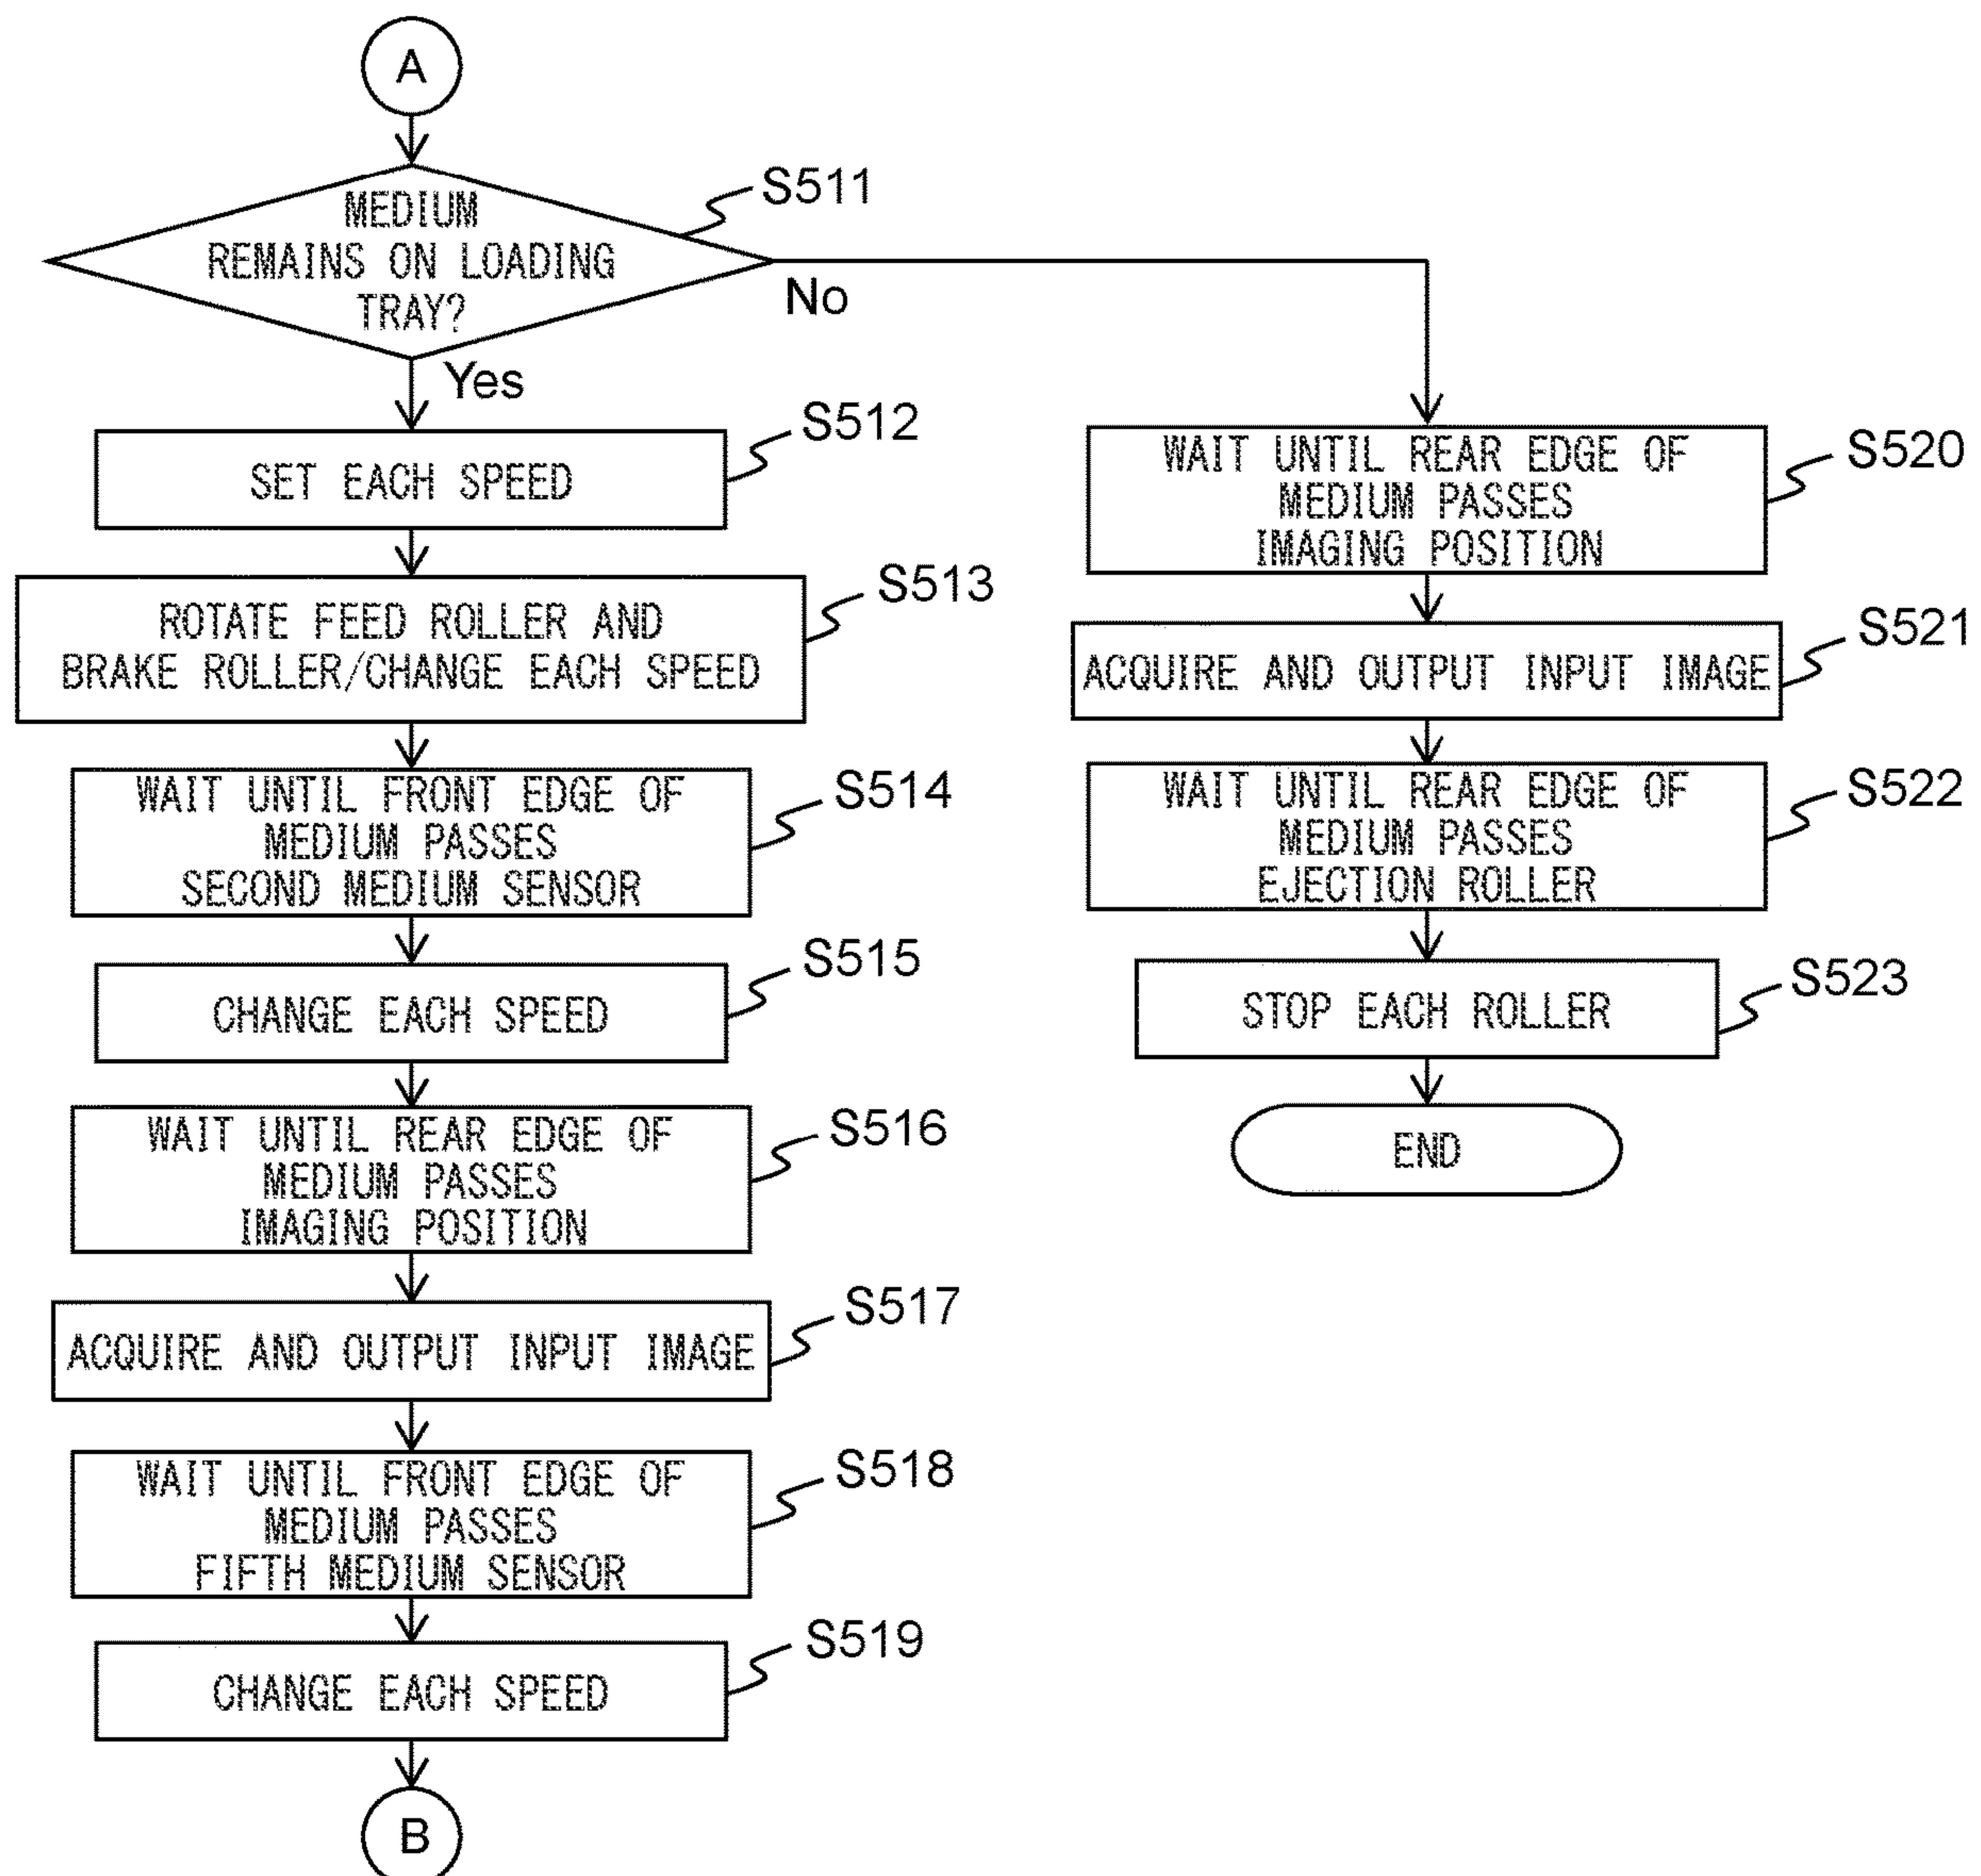 A
MEDIUM
REMAINS ON LOADING
TRAY?
S511
No
Yes
SET EACH SPEED
S512
ROTATE FEED ROLLER AND
BRAKE ROLLER/CHANGE EACH SPEED
S513
WAIT UNTIL FRONT EDGE OF
MEDIUM PASSES
SECOND MEDIUM SENSOR
S514
CHANGE EACH SPEED
S515
WAIT UNTIL REAR EDGE OF
MEDIUM PASSES
IMAGING POSITION
S516
ACQUIRE AND OUTPUT INPUT IMAGE
S517
WAIT UNTIL FRONT EDGE OF
MEDIUM PASSES
FIFTH MEDIUM SENSOR
S518
CHANGE EACH SPEED
S519
B
WAIT UNTIL REAR EDGE OF
MEDIUM PASSES
IMAGING POSITION
S520
ACQUIRE AND OUTPUT INPUT IMAGE
S521
WAIT UNTIL REAR EDGE OF
MEDIUM PASSES
EJECTION ROLLER
S522
STOP EACH ROLLER
S523
END